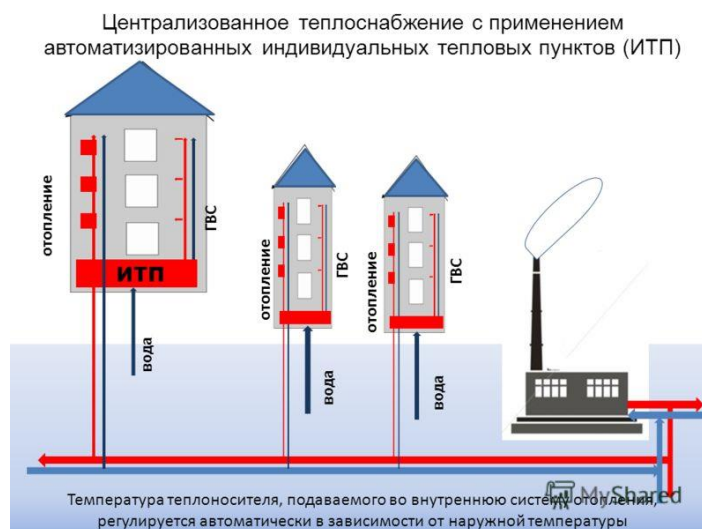 Централизованное теплоснабжение с применением
автоматизированных индивидуальных тепловых пунктов (ИТП)
отопление
ГВС
ИТП
вода
отопление
ГВС
вода
отопление
ГВС
вода
MyShared
Температура теплоносителя, подаваемого во внутреннюю систему отопления,
регулируется автоматически в зависимости от наружной температуры